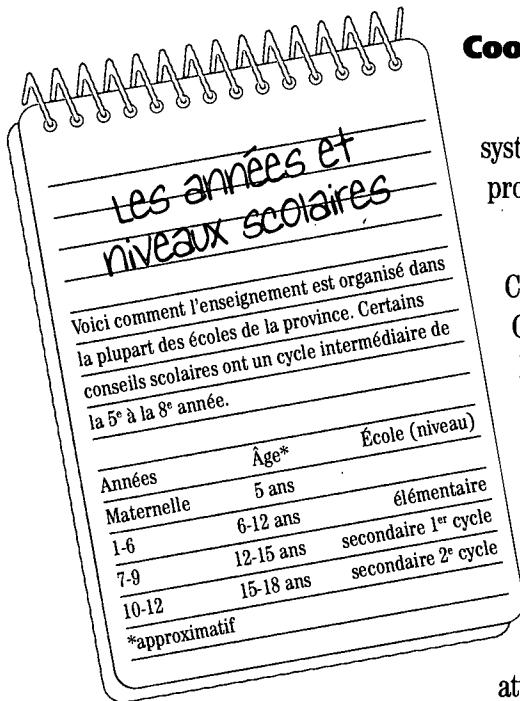 Coo
syst
pro
C
att
Les années et
niveaux scolaires
Voici comment l'enseignement est organisé dans
la plupart des écoles de la province. Certains
conseils scolaires ont un cycle intermédiaire de
la 5e à la 8e année.
Années Âge* École (niveau)
Maternelle 5 ans
1-6 6-12 ans élémentaire
7-9 12-15 ans secondaire 1er cycle
10-12 15-18 ans secondaire 2e cycle
*approximatif